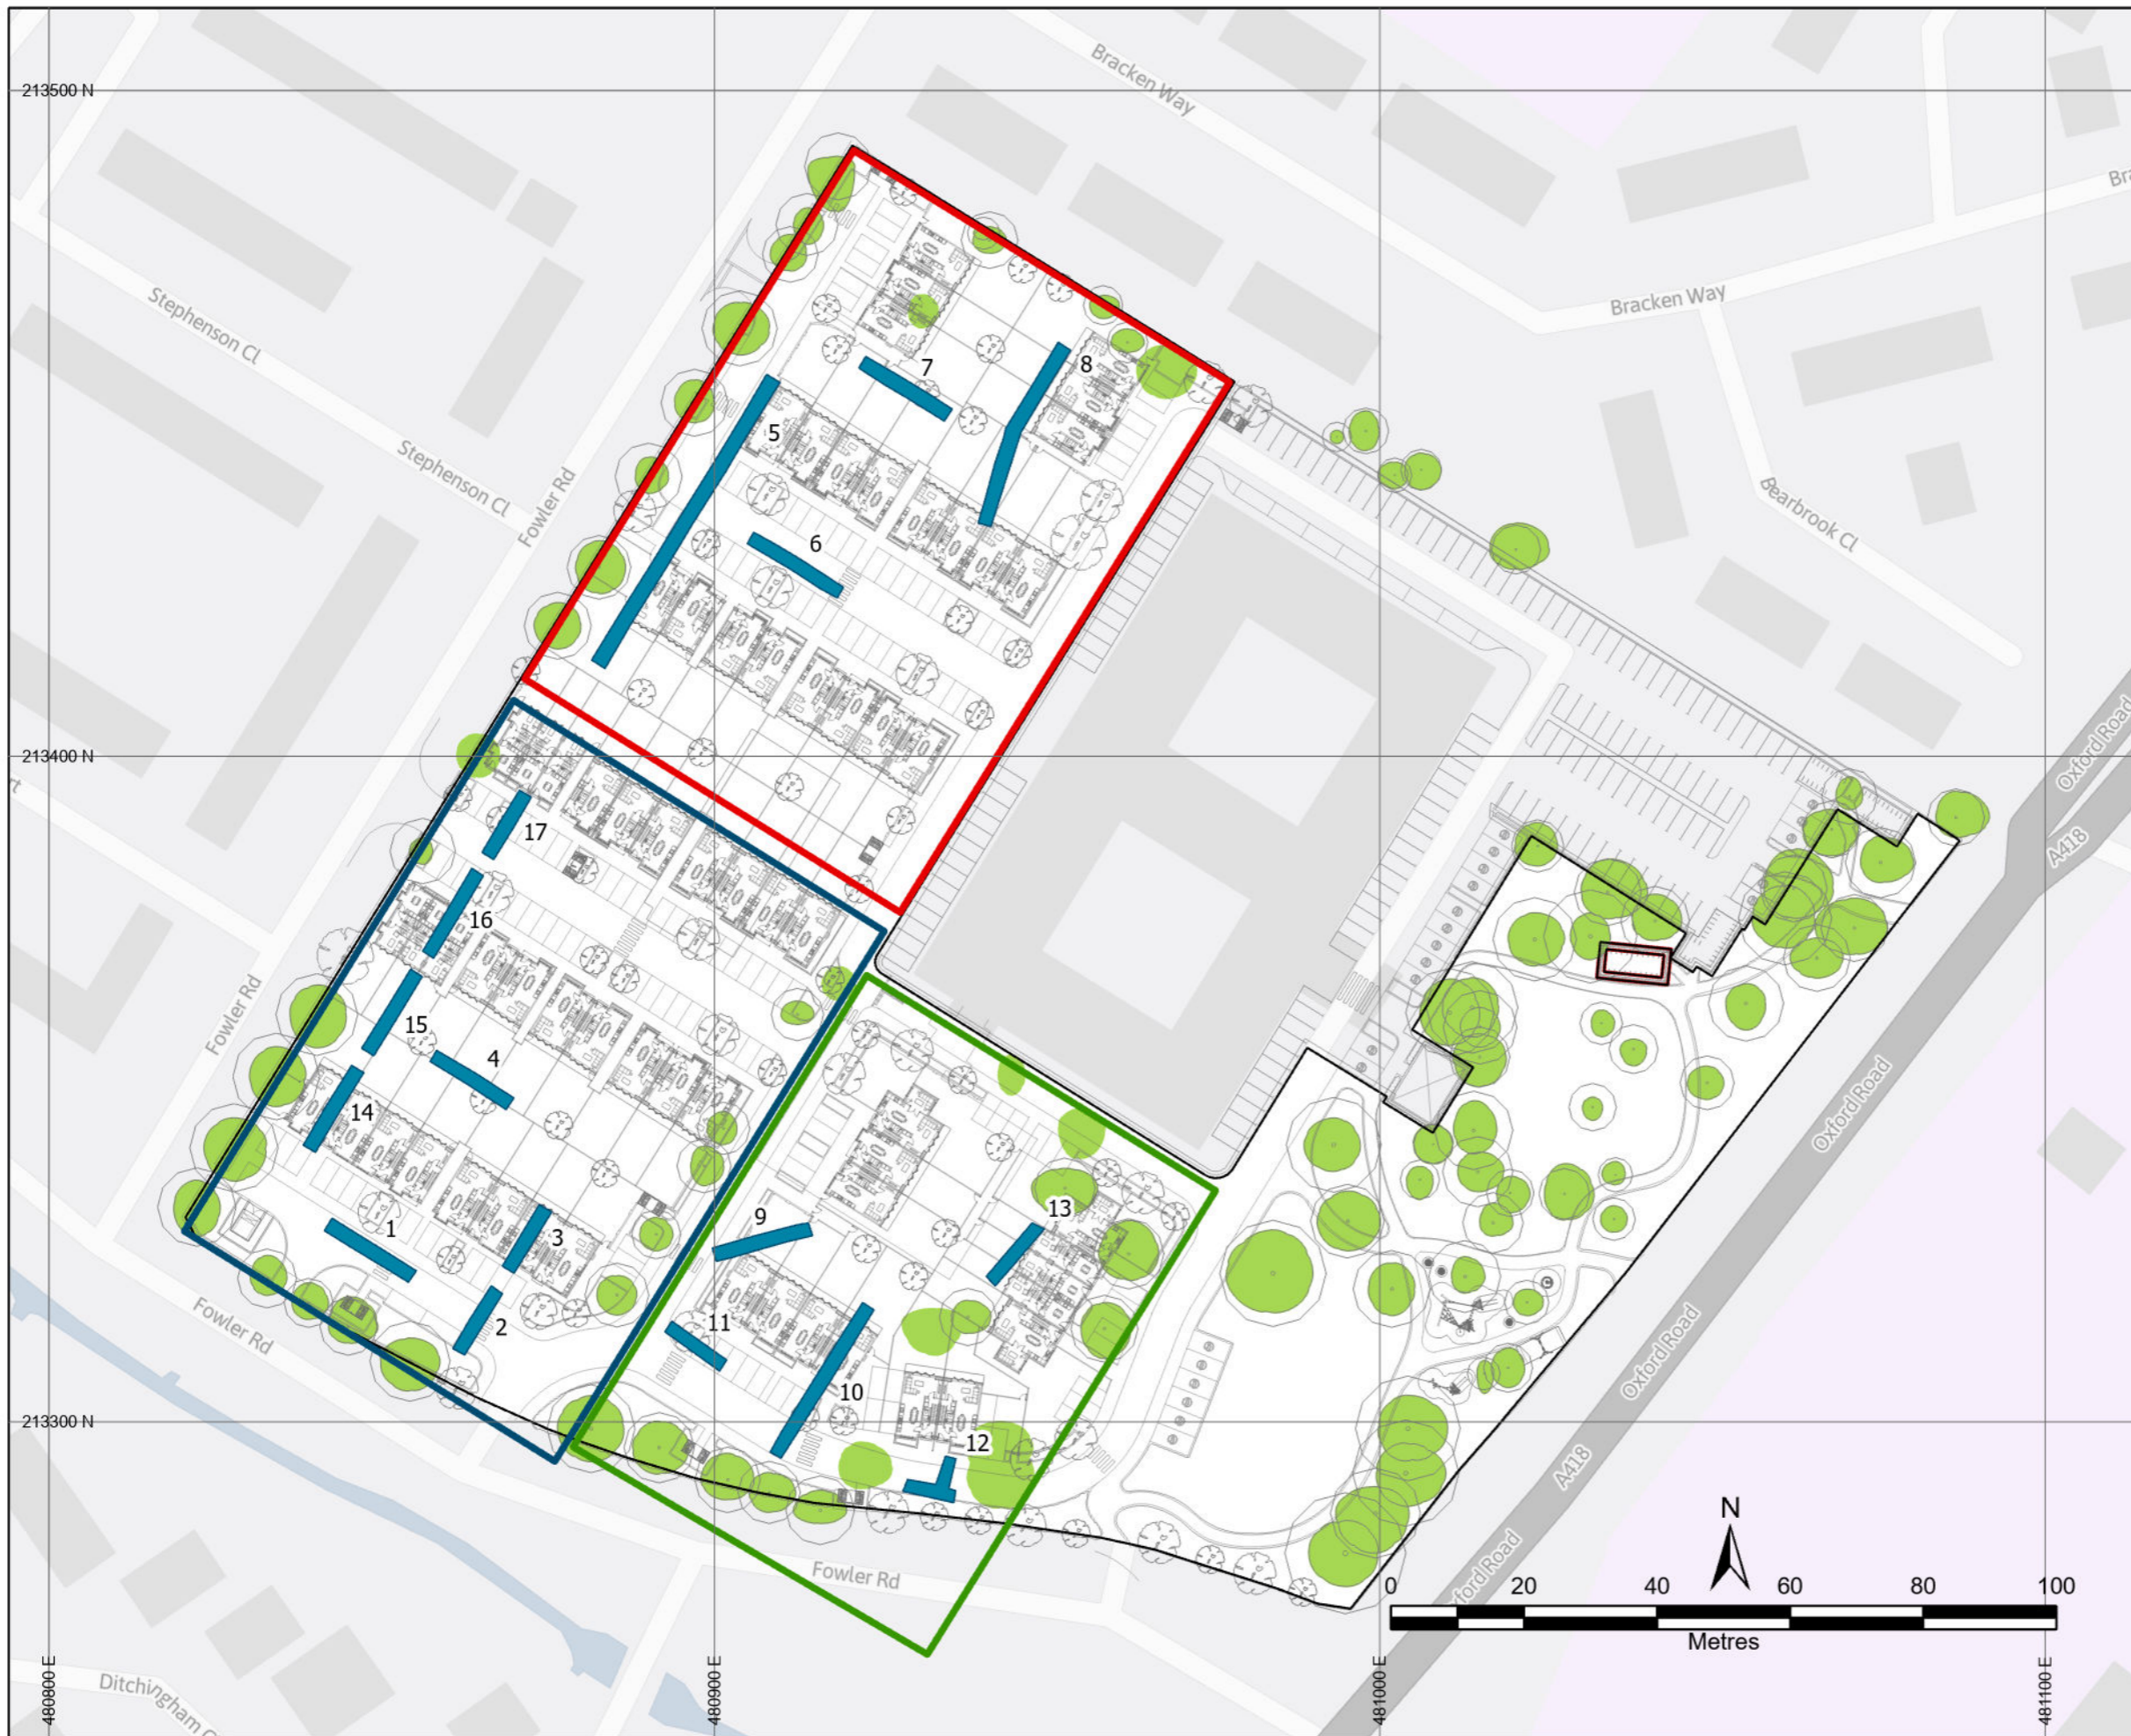 213500 N
213400 N
213300 N
480800 E
480900 E
481000 E
481100 E
Bracken Way
Bracken Way
Bra
Stephenson Cl
Stephenson Cl
Fowler Rd
Fowler Rd
Fowler Rd
Fowler Rd
Bearbrook Cl
Oxford Road
A418
Oxford Road
Oxford Road
A418
xford Road
rt
Ditchingham
7
8
5
6
17
16
15
4
14
1
3
2
9
13
11
10
12
N
0
20
40
60
80
100
Metres